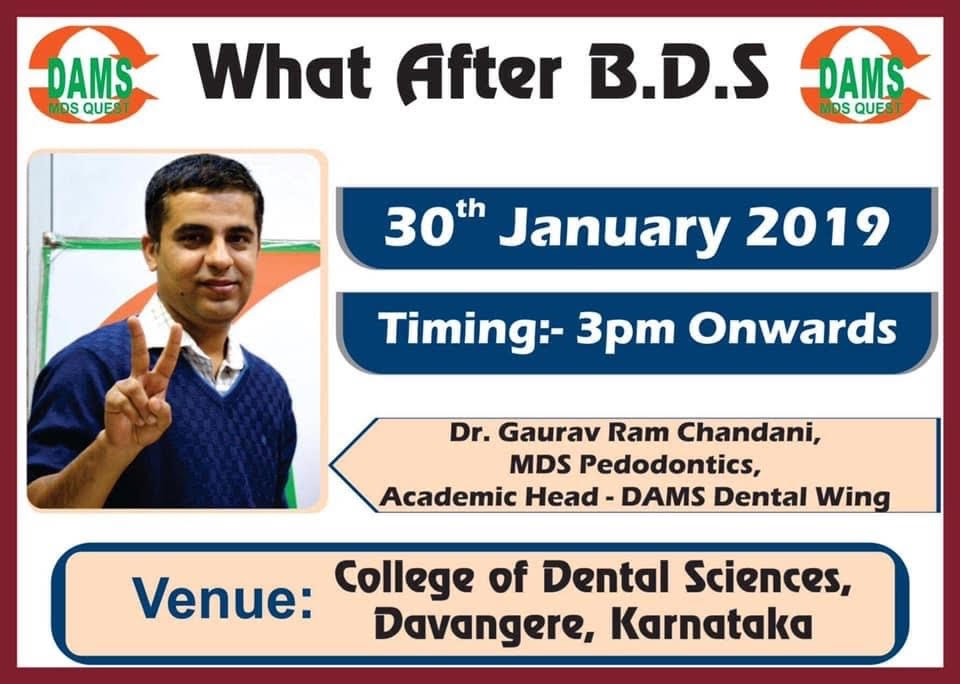 DAMS
MDS QUEST
What After B.D.S
DAMS
MDS QUEST
30th January 2019
Timing:- 3pm Onwards
Dr. Gaurav Ram Chandani,
MDS Pedodontics,
Academic Head - DAMS Dental Wing
Venue: College of Dental Sciences,
Davangere, Karnataka